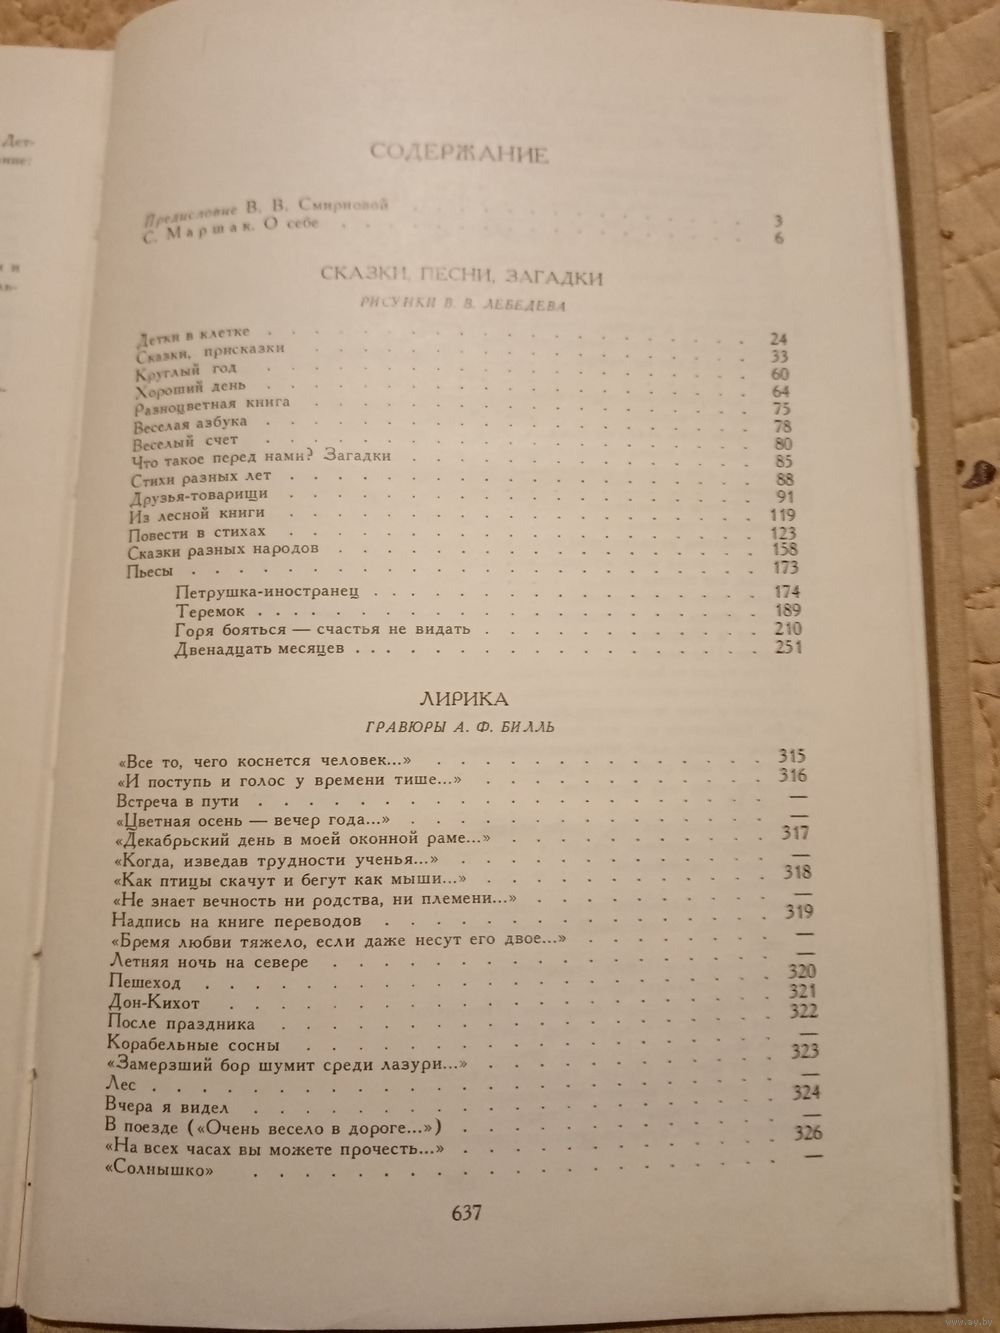 Дет-
ние:
СОДЕРЖАНИЕ
Предисловие В. В. Смирновой . . . . . . . . . . 3
С. Маршак. О себе . . . . . . . . . . 6
СКАЗКИ, ПЕСНИ, ЗАГАДКИ
РИСУНКИ В. В. ЛЕБЕДЕВА
Детки в клетке . . . . . . . . . . 24
Сказки, присказки . . . . . . . . . . 33
Круглый год . . . . . . . . . . 60
Хороший день . . . . . . . . . . 64
Разноцветная книга . . . . . . . . . . 75
Веселая азбука . . . . . . . . . . 78
Веселый счет . . . . . . . . . . 80
Что такое перед нами? Загадки . . . . . . . . . . 85
Стихи разных лет . . . . . . . . . . 88
Друзья-товарищи . . . . . . . . . . 91
Из лесной книги . . . . . . . . . . 119
Повести в стихах . . . . . . . . . . 123
Сказки разных народов . . . . . . . . . . 158
Пьесы . . . . . . . . . . 173
Петрушка-иностранец . . . . . . . . . . 174
Теремок . . . . . . . . . . 189
Горя бояться — счастья не видать . . . . . . . . . . 210
Двенадцать месяцев . . . . . . . . . . 251
ЛИРИКА
ГРАВЮРЫ А. Ф. БИЛЛЬ
«Все то, чего коснется человек...» . . . . . . . . . . 315
«И поступь и голос у времени тише...» . . . . . . . . . . 316
Встреча в пути . . . . . . . . . . —
«Цветная осень — вечер года...» . . . . . . . . . . —
«Декабрьский день в моей оконной раме...» . . . . . . . . . . 317
«Когда, изведав трудности ученья...» . . . . . . . . . . —
«Как птицы скачут и бегут как мыши...» . . . . . . . . . . 318
«Не знает вечность ни родства, ни племени...» . . . . . . . . . . —
Надпись на книге переводов . . . . . . . . . . 319
«Бремя любви тяжело, если даже несут его двое...» . . . . . . . —
Летняя ночь на севере . . . . . . . . . . —
Пешеход . . . . . . . . . . 320
Дон-Кихот . . . . . . . . . . 321
После праздника . . . . . . . . . . 322
Корабельные сосны . . . . . . . . . . —
«Замерзший бор шумит среди лазури...» . . . . . . . . . . 323
Лес . . . . . . . . . . —
Вчера я видел . . . . . . . . . . 324
В поезде («Очень весело в дороге...») . . . . . . . . . . —
«На всех часах вы можете прочесть...» . . . . . . . . . . 326
«Солнышко» . . . . . . . . . . —
637
www.ay.by